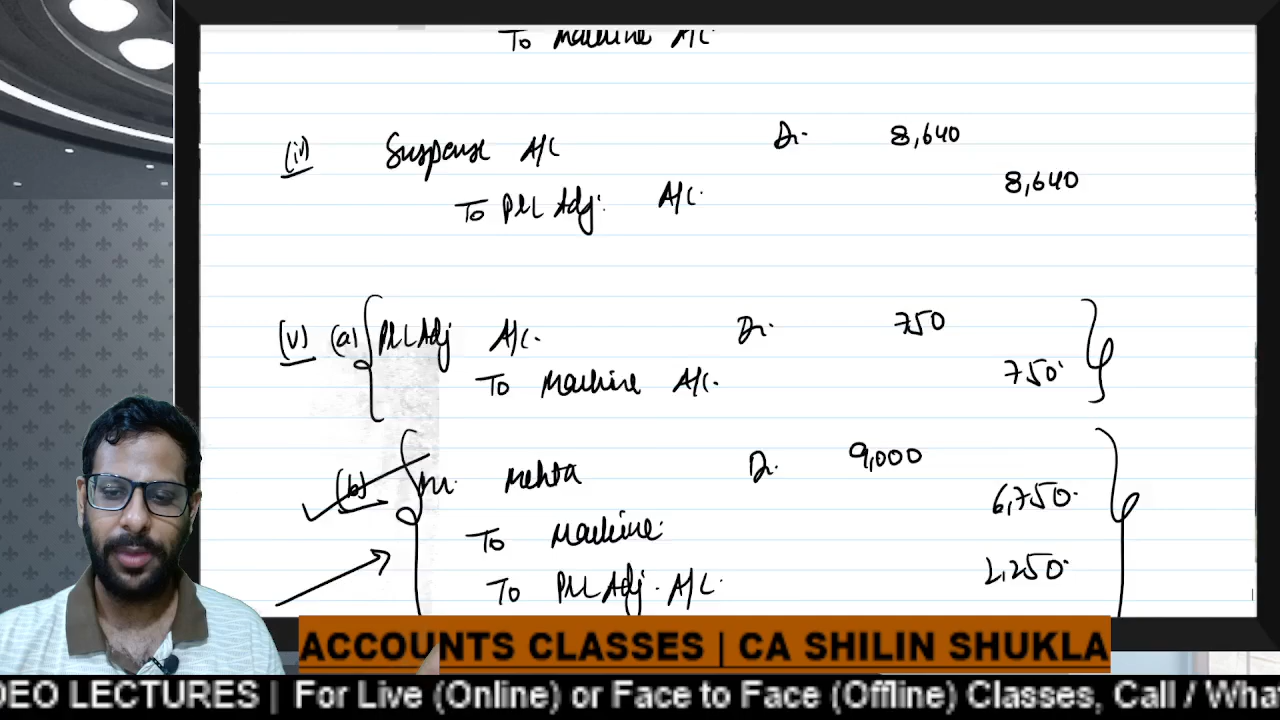 To Machine A/C
(iv) Suspense A/C Dr. 8,640
To P&L Adj. A/C. 8,640
(v) (a) P&L Adj A/C. Dr. 750
To Machine A/C. 750
(b) Mr. Mehta Dr. 9,000
To Machine 6,750
To P&L Adj. A/C. 2,250
ACCOUNTS CLASSES | CA SHILIN SHUKLA
DEO LECTURES | For Live (Online) or Face to Face (Offline) Classes, Call / Wha